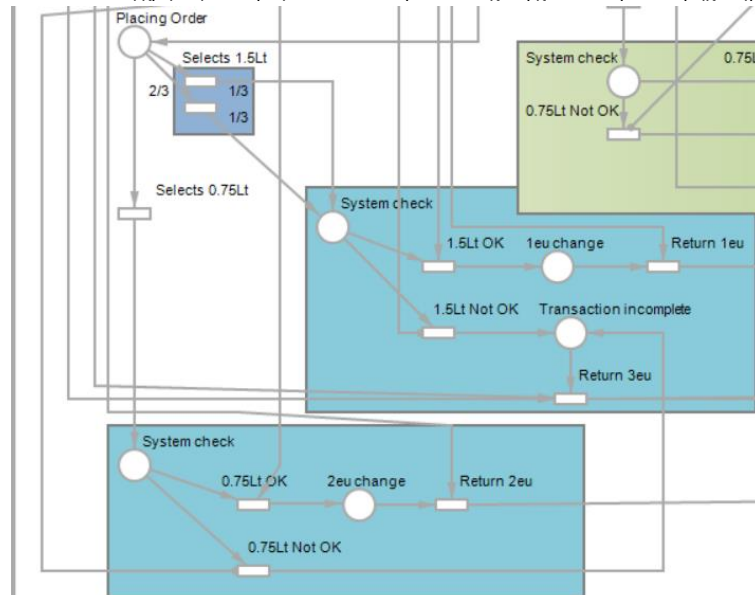 Placing Order
Selects 1.5Lt
2/3
1/3
1/3
System check
0.75L
0.75Lt Not OK
Selects 0.75Lt
System check
1.5Lt OK
1eu change
Return 1eu
1.5Lt Not OK
Transaction incomplete
Return 3eu
System check
0.75Lt OK
2eu change
Return 2eu
0.75Lt Not OK